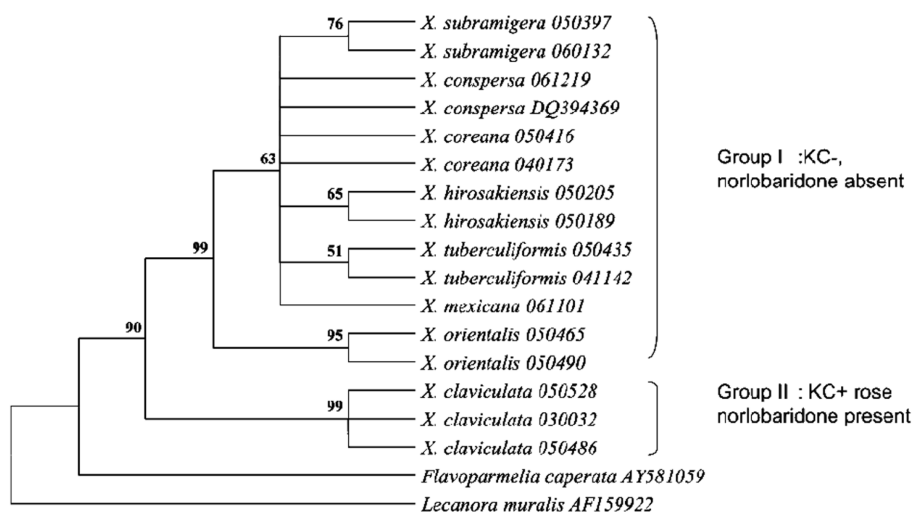 76
X. subramigera 050397
X. subramigera 060132
X. conspersa 061219
X. conspersa DQ394369
X. coreana 050416
63
X. coreana 040173
65
X. hirosakiensis 050205
X. hirosakiensis 050189
99
51
X. tuberculiformis 050435
X. tuberculiformis 041142
X. mexicana 061101
90
95
X. orientalis 050465
X. orientalis 050490
99
X. claviculata 050528
X. claviculata 030032
X. claviculata 050486
Flavoparmelia caperata AY581059
Lecanora muralis AF159922
Group I : KC-,
norlobaridone absent
Group II : KC+ rose
norlobaridone present